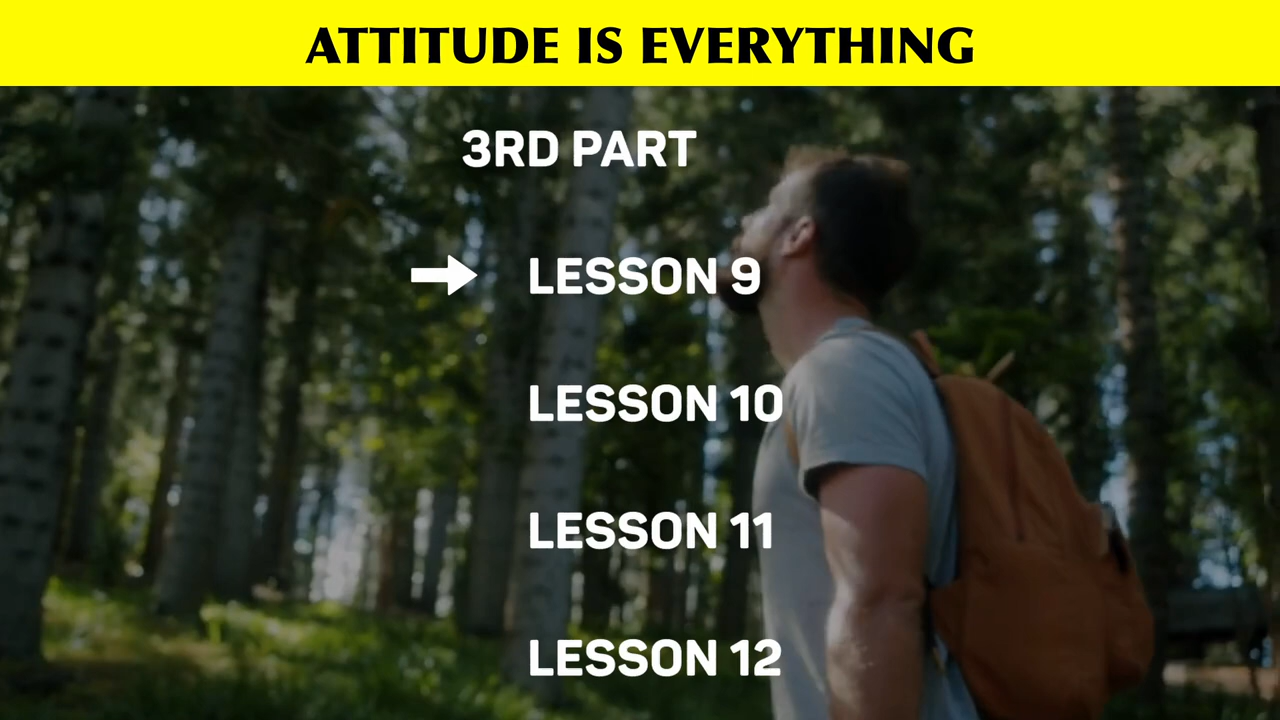 ATTITUDE IS EVERYTHING
3RD PART
LESSON 9
LESSON 10
LESSON 11
LESSON 12